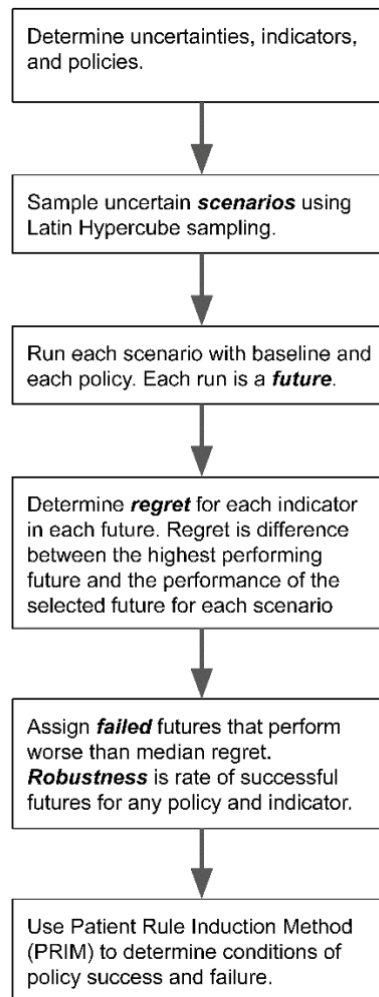 Determine uncertainties, indicators,
and policies.
Sample uncertain scenarios using
Latin Hypercube sampling.
Run each scenario with baseline and
each policy. Each run is a future.
Determine regret for each indicator
in each future. Regret is difference
between the highest performing
future and the performance of the
selected future for each scenario
Assign failed futures that perform
worse than median regret.
Robustness is rate of successful
futures for any policy and indicator.
Use Patient Rule Induction Method
(PRIM) to determine conditions of
policy success and failure.